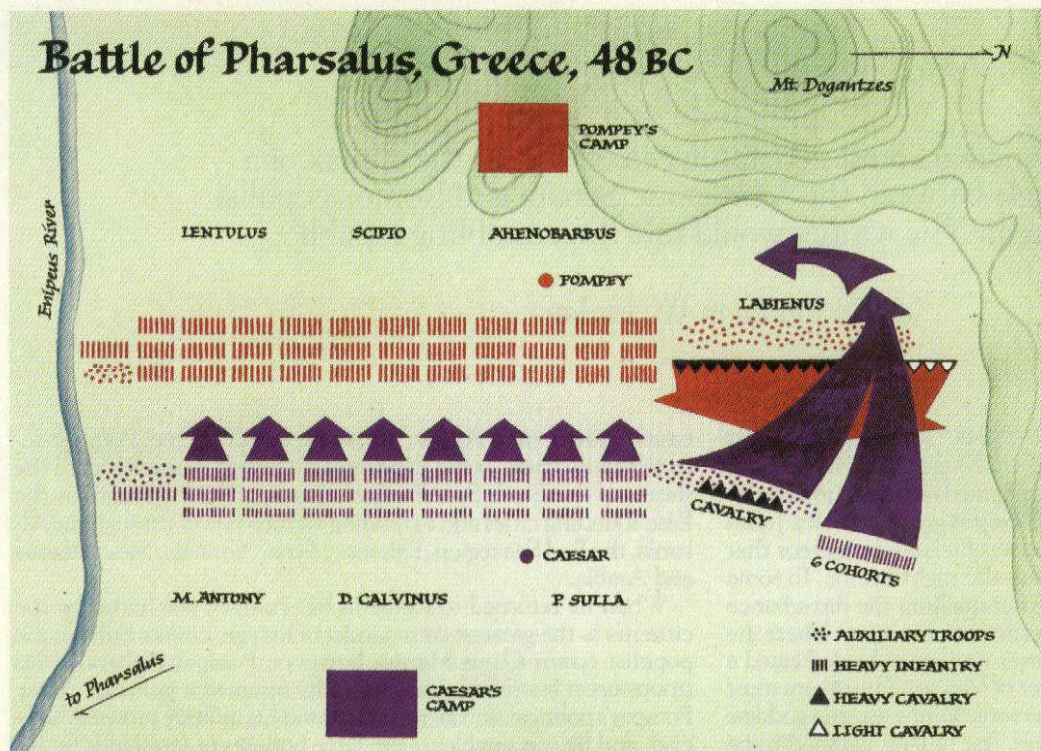 Battle of Pharsalus, Greece, 48 BC
N
Mt. Dogantzes
POMPEY'S
CAMP
Enipeus River
LENTULUS
SCIPIO
AHENOBARBUS
POMPEY
LABIENUS
CAVALRY
6 COHORTS
CAESAR
M. ANTONY
D. CALVINUS
P. SULLA
to Pharsalus
CAESAR'S
CAMP
AUXILIARY TROOPS
HEAVY INFANTRY
HEAVY CAVALRY
LIGHT CAVALRY